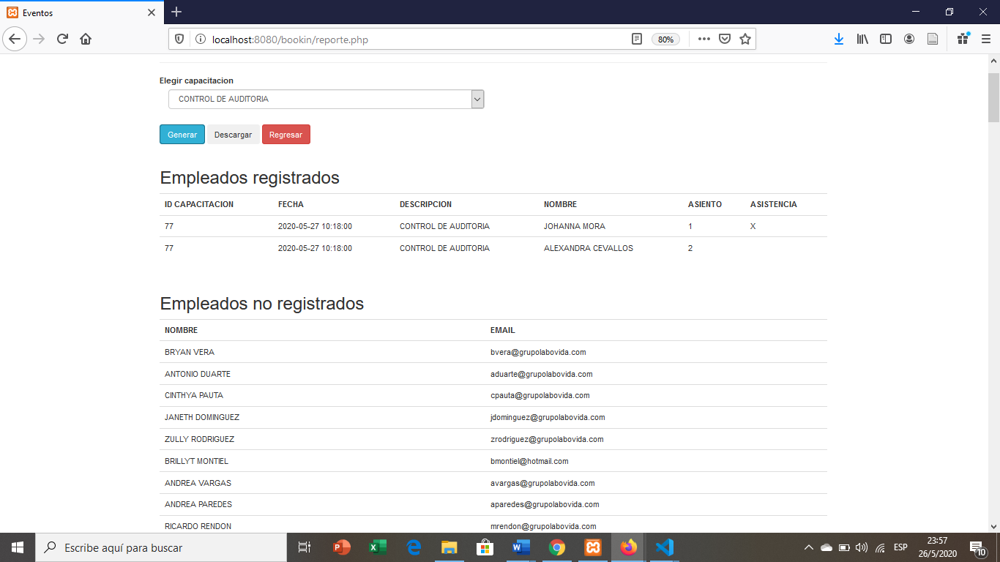 Eventos
localhost:8080/bookin/reporte.php
80%
Elegir capacitacion
CONTROL DE AUDITORIA
Generar Descargar Regresar
Empleados registrados
ID CAPACITACION FECHA DESCRIPCION NOMBRE ASIENTO ASISTENCIA
77 2020-05-27 10:18:00 CONTROL DE AUDITORIA JOHANNA MORA 1 X
77 2020-05-27 10:18:00 CONTROL DE AUDITORIA ALEXANDRA CEVALLOS 2
Empleados no registrados
NOMBRE EMAIL
BRYAN VERA bvera@grupolabovida.com
ANTONIO DUARTE aduarte@grupolabovida.com
CINTHYA PAUTA cpauta@grupolabovida.com
JANETH DOMINGUEZ jdominguez@grupolabovida.com
ZULLY RODRIGUEZ zrodriguez@grupolabovida.com
BRILLYT MONTIEL bmontiel@hotmail.com
ANDREA VARGAS avargas@grupolabovida.com
ANDREA PAREDES aparedes@grupolabovida.com
RICARDO RENDON mrendon@grupolabovida.com
Escribe aquí para buscar
ESP
23:57
26/5/2020
10